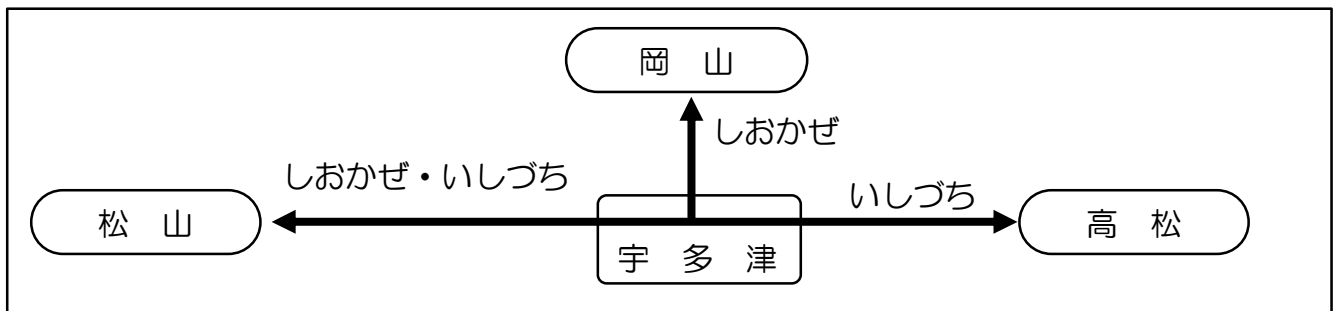 岡 山
しおかぜ
しおかぜ・いしづち
いしづち
松 山
高 松
宇 多 津